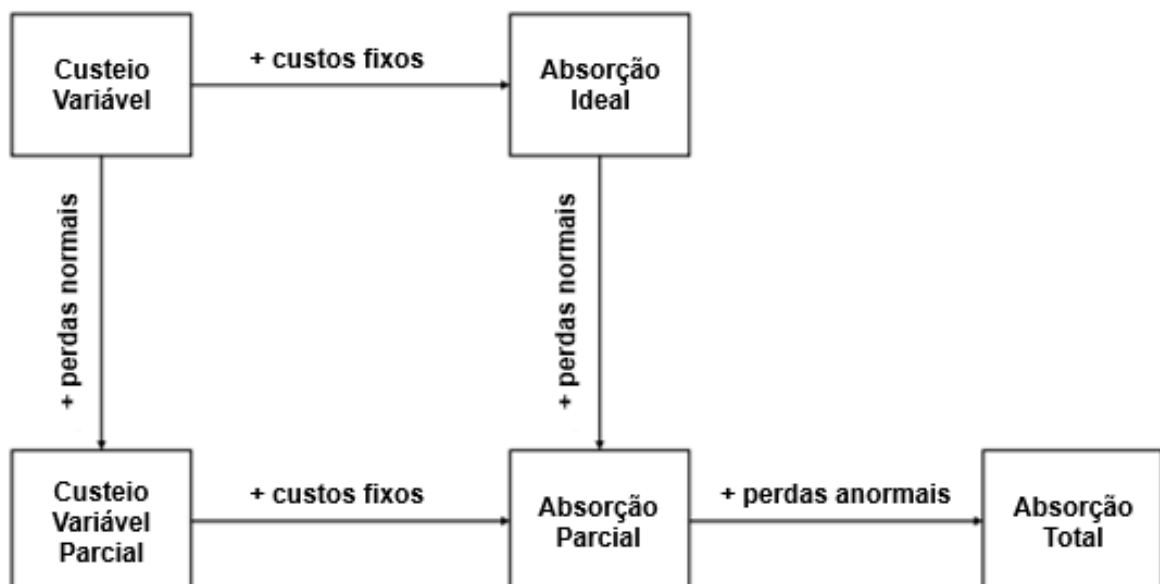 Custeio
Variável
+ custos fixos
Absorção
Ideal
+ perdas normais
+ perdas normais
Custeio
Variável
Parcial
+ custos fixos
Absorção
Parcial
+ perdas anormais
Absorção
Total